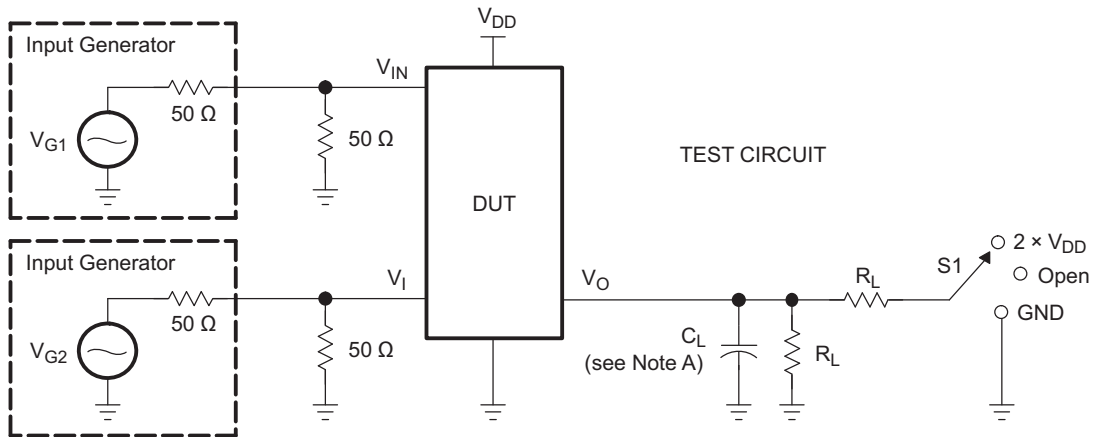 V_DD
Input Generator
V_IN
50 Ω
V_G1
50 Ω
TEST CIRCUIT
DUT
Input Generator
V_I
V_O
50 Ω
V_G2
50 Ω
C_L
(see Note A)
R_L
R_L
S1
2 × V_DD
Open
GND